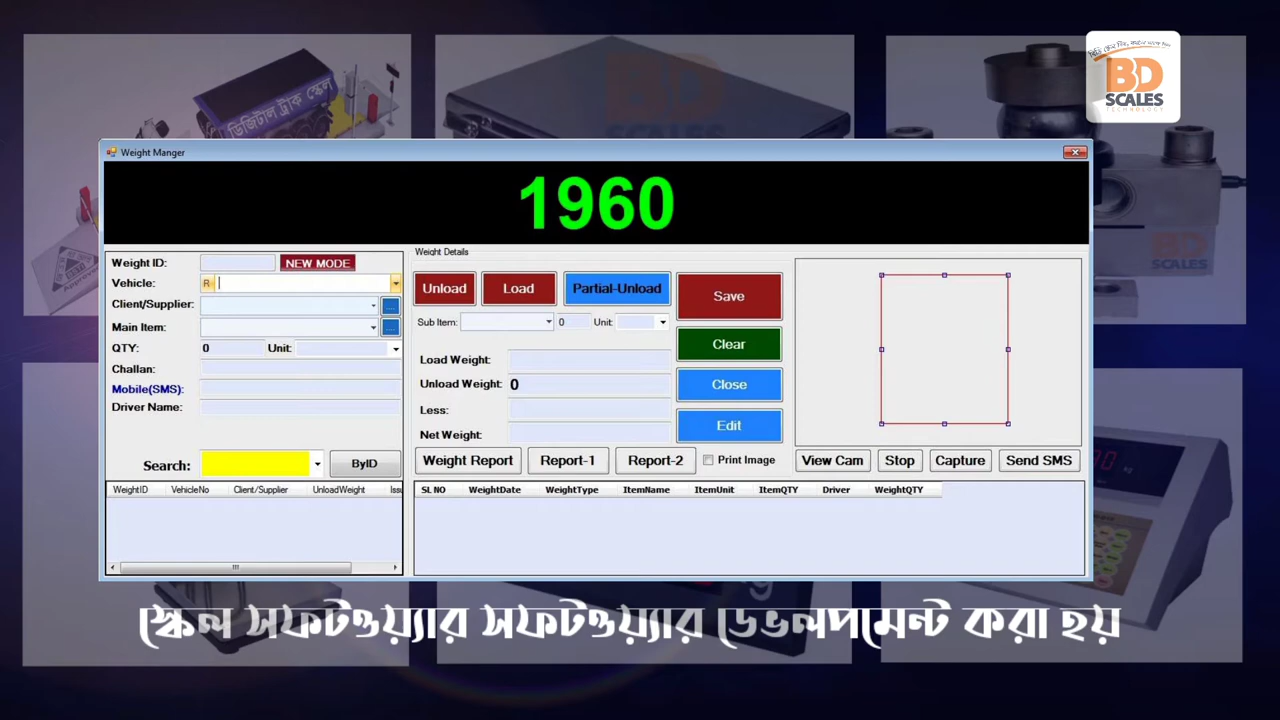 BD
SCALES
TECHNOLOGY
ডিজিটাল ট্রাক স্কেল
Weight Manger
1960
Weight ID:
NEW MODE
Vehicle:
R
Client/Supplier:
Main Item:
QTY:
0
Unit:
Challan:
Mobile(SMS):
Driver Name:
Search:
ByID
WeightID VehicleNo Client/Supplier UnloadWeight Issu
Weight Details
Unload Load Partial-Unload
Sub Item: 0 Unit:
Load Weight:
Unload Weight: 0
Less:
Net Weight:
Save
Clear
Close
Edit
Weight Report Report-1 Report-2 Print Image
View Cam Stop Capture Send SMS
SL NO WeightDate WeightType ItemName ItemUnit ItemQTY Driver WeightQTY
SCALES
স্কেল সফটওয়্যার সফটওয়্যার ডেভলপমেন্ট করা হয়